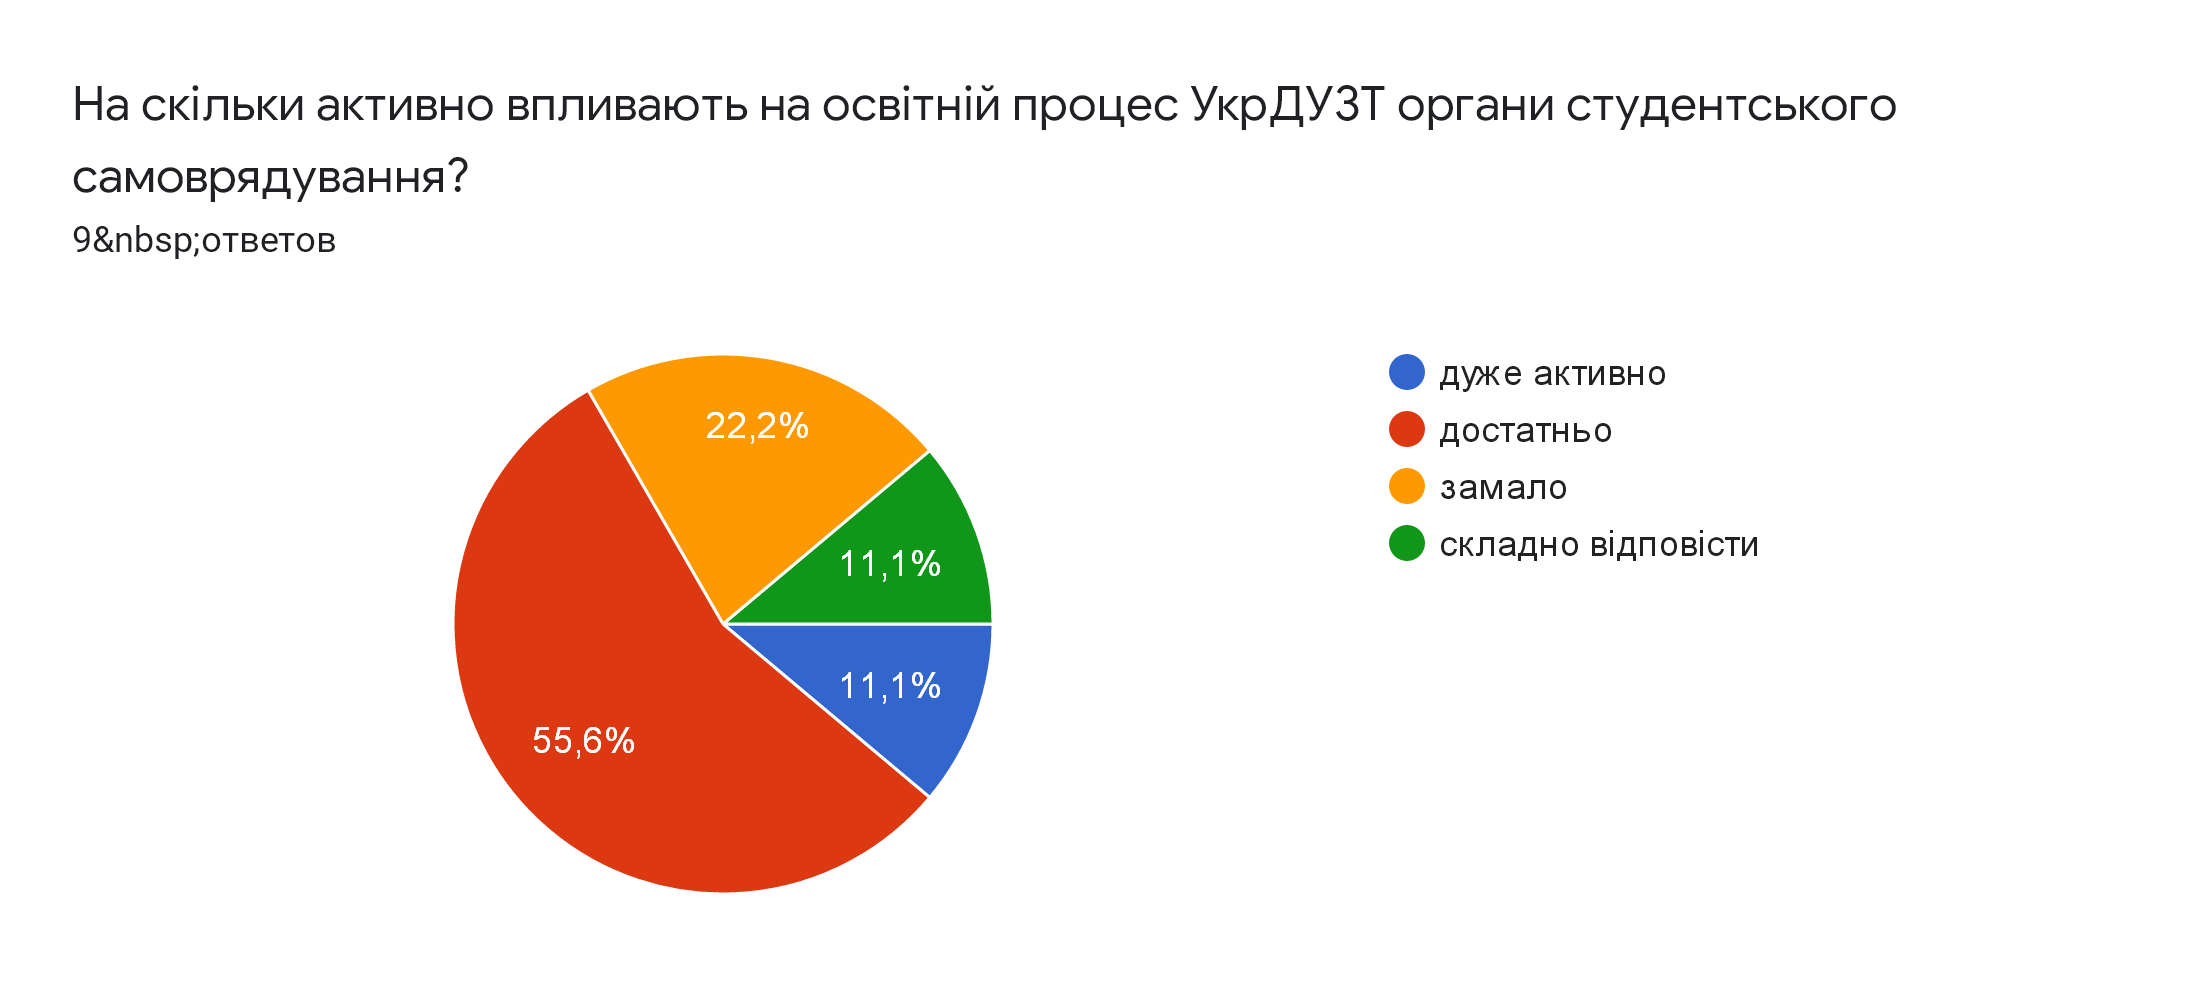 На скільки активно впливають на освітній процес УкрДУЗТ органи студентського
самоврядування?
9&nbsp;ответов
22,2%
11,1%
11,1%
55,6%
дуже активно
достатньо
замало
складно відповісти